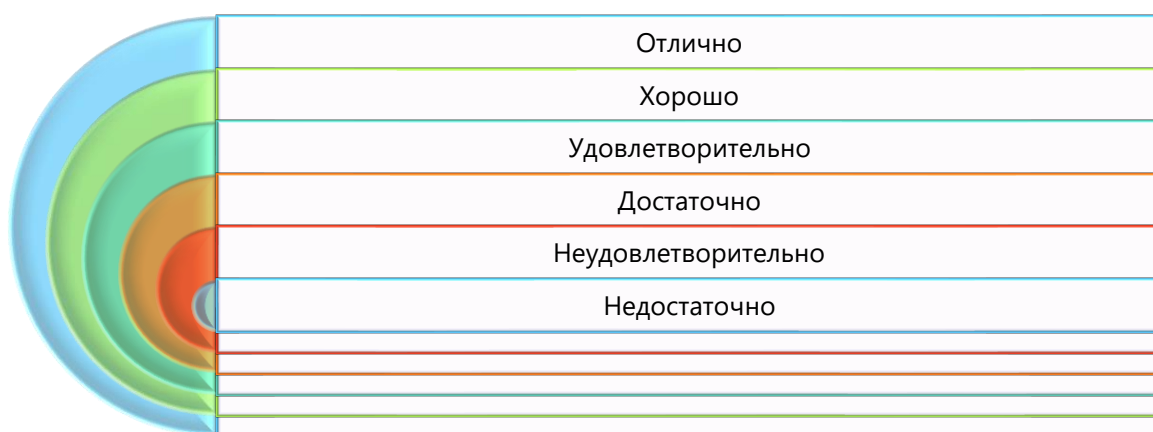 Отлично
Хорошо
Удовлетворительно
Достаточно
Неудовлетворительно
Недостаточно